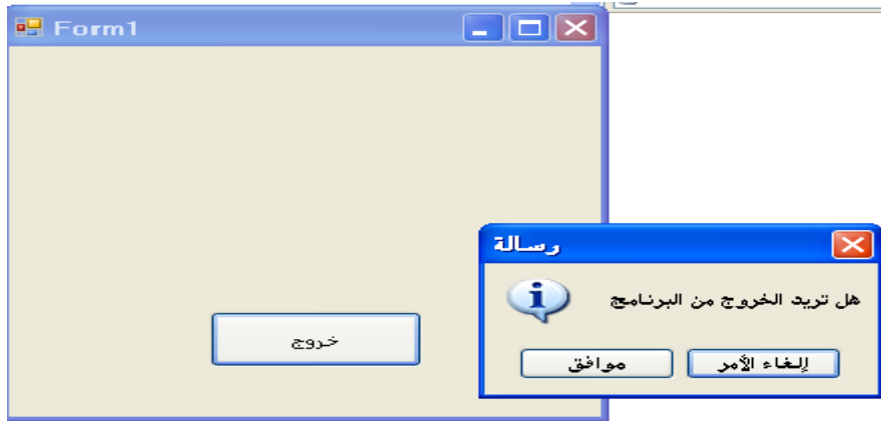 Form1
رسالة
هل تريد الخروج من البرنامج
خروج
موافق
إلغاء الأمر